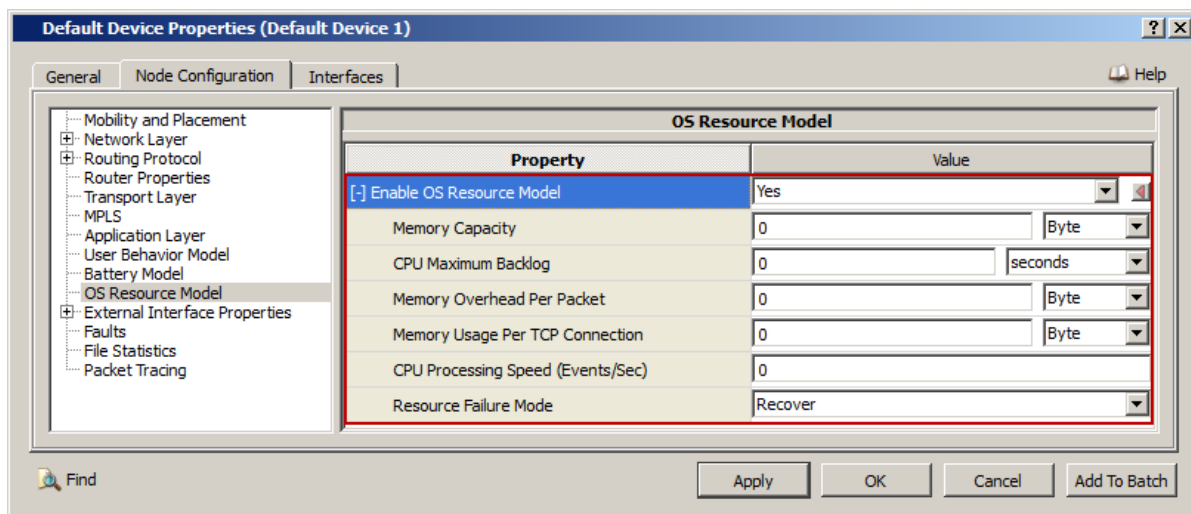 Default Device Properties (Default Device 1)
? X
General Node Configuration Interfaces Help
Mobility and Placement
Network Layer
Routing Protocol
Router Properties
Transport Layer
MPLS
Application Layer
User Behavior Model
Battery Model
OS Resource Model
External Interface Properties
Faults
File Statistics
Packet Tracing
OS Resource Model
Property Value
[-] Enable OS Resource Model Yes
Memory Capacity 0 Byte
CPU Maximum Backlog 0 seconds
Memory Overhead Per Packet 0 Byte
Memory Usage Per TCP Connection 0 Byte
CPU Processing Speed (Events/Sec) 0
Resource Failure Mode Recover
Find Apply OK Cancel Add To Batch